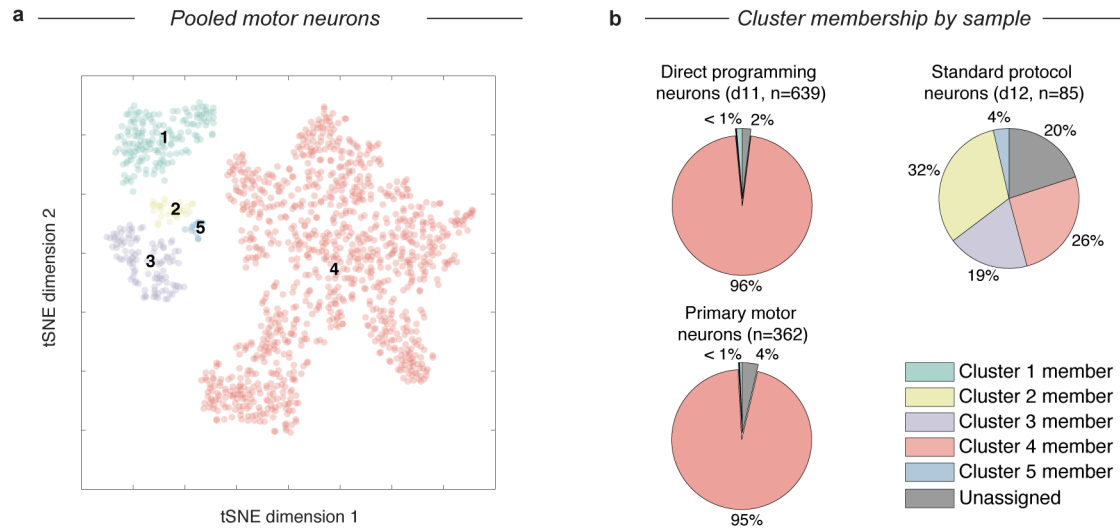 a
Pooled motor neurons
1
2
5
3
4
tSNE dimension 2
tSNE dimension 1
b
Cluster membership by sample
Direct programming
neurons (d11, n=639)
< 1%
2%
96%
Standard protocol
neurons (d12, n=85)
4%
20%
32%
26%
19%
Primary motor
neurons (n=362)
< 1%
4%
95%
Cluster 1 member
Cluster 2 member
Cluster 3 member
Cluster 4 member
Cluster 5 member
Unassigned